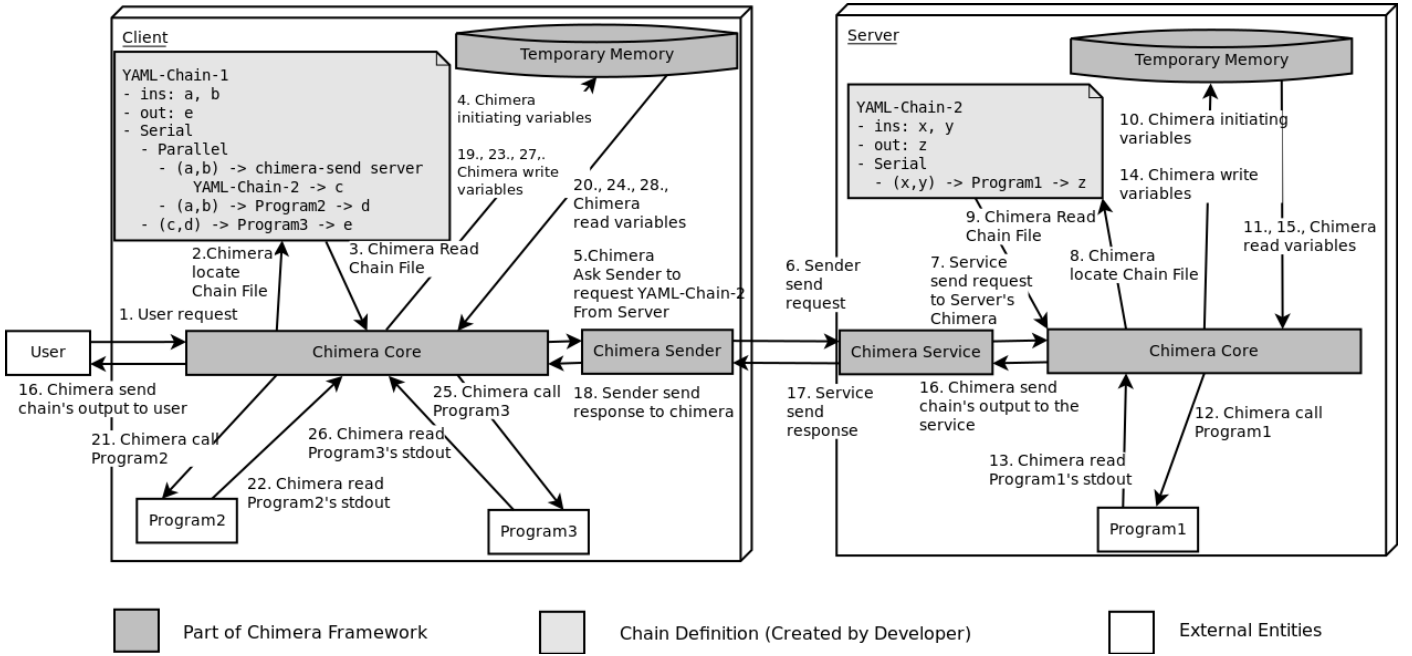 Client
YAML-Chain-1
- ins: a, b
- out: e
- Serial
- Parallel
- (a,b) -> chimera-send server
YAML-Chain-2 -> c
- (a,b) -> Program2 -> d
- (c,d) -> Program3 -> e
Temporary Memory
4. Chimera
initiating variables
19., 23., 27,.
Chimera write
variables
20., 24., 28.,
Chimera
read variables
2.Chimera
locate
Chain File
3. Chimera Read
Chain File
5.Chimera
Ask Sender to
request YAML-Chain-2
From Server
1. User request
User
Chimera Core
Chimera Sender
16. Chimera send
chain's output to user
25. Chimera call
Program3
18. Sender send
response to chimera
21. Chimera call
Program2
26. Chimera read
Program3's stdout
22. Chimera read
Program2's stdout
Program2
Program3
6. Sender
send
request
17. Service
send
response
Server
YAML-Chain-2
- ins: x, y
- out: z
- Serial
- (x,y) -> Program1 -> z
Temporary Memory
10. Chimera initiating
variables
14. Chimera write
variables
11., 15., Chimera
read variables
9. Chimera Read
Chain File
7. Service
send request
to Server's
Chimera
8. Chimera
locate Chain File
Chimera Service
Chimera Core
16. Chimera send
chain's output to the
service
12. Chimera call
Program1
13. Chimera read
Program1's stdout
Program1
Part of Chimera Framework
Chain Definition (Created by Developer)
External Entities